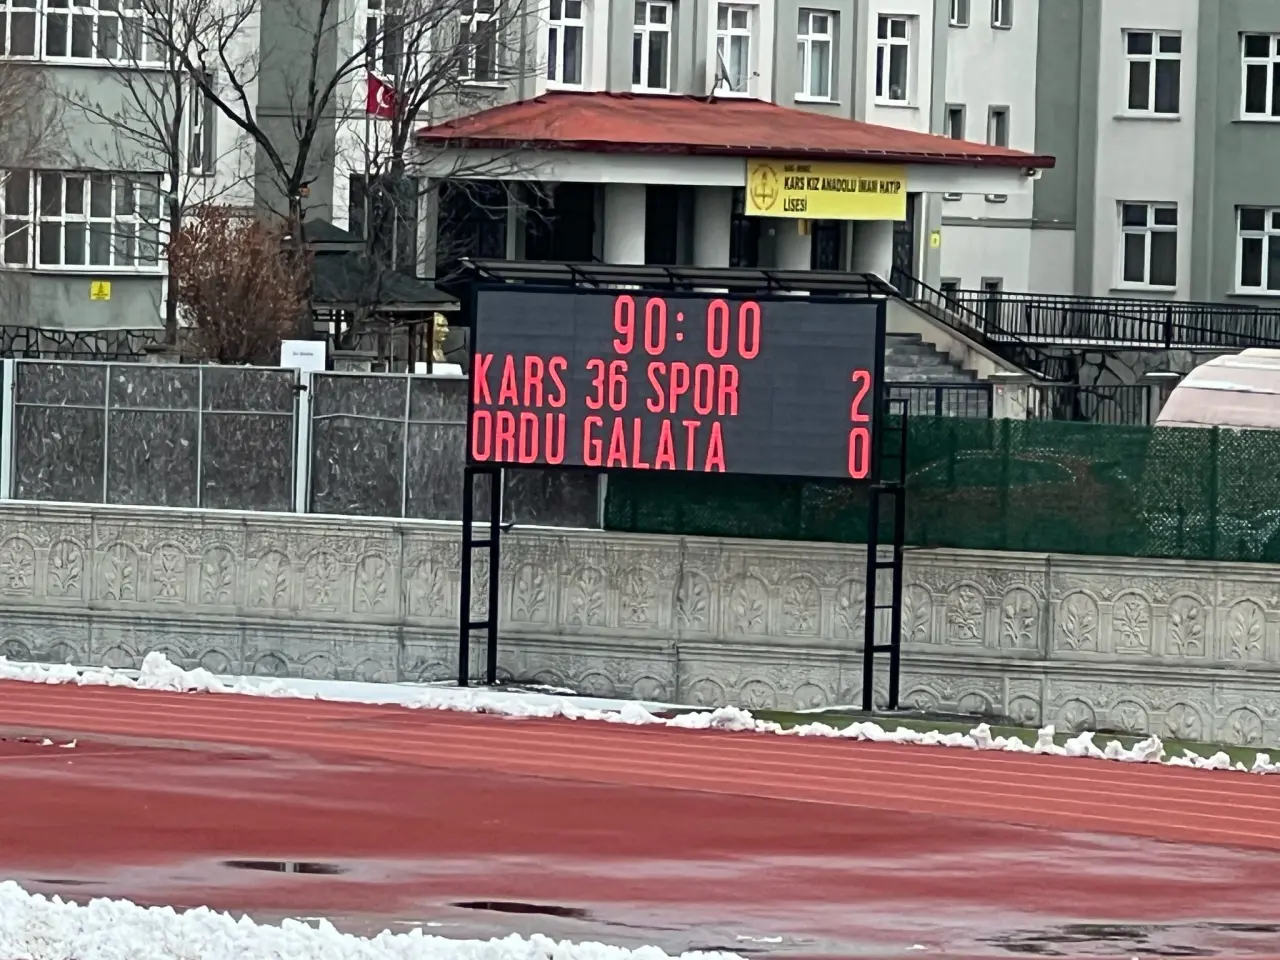 KARS KIZ ANADOLU İMAM HATİP
LİSESİ
90:00
KARS 36 SPOR 2
ORDU GALATA 0